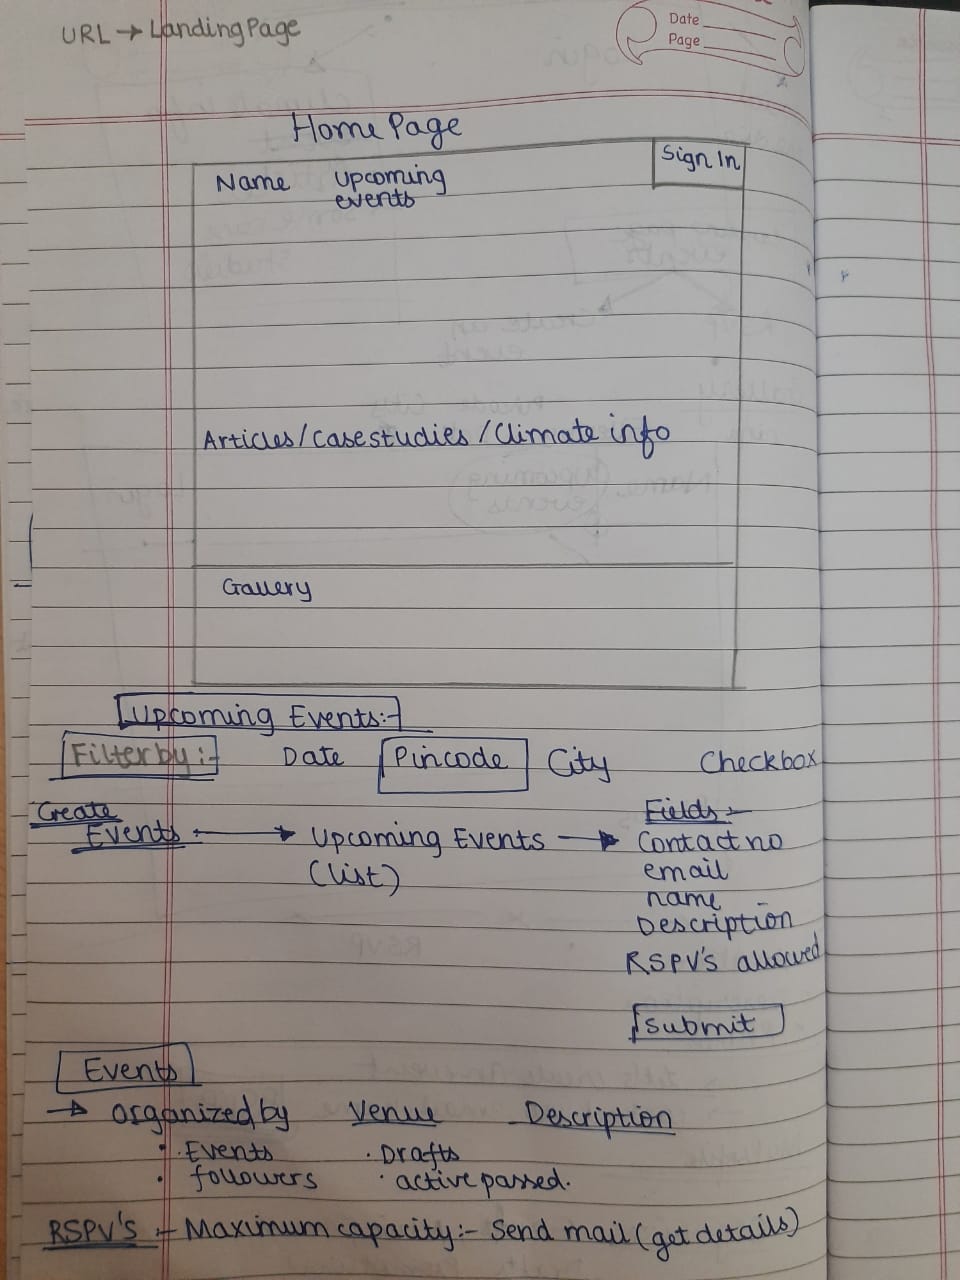 URL → Landing Page
Date
Page
Home Page
Name Upcoming events Sign In
Articles/Casestudies/Climate info
Gallery
Upcoming Events:-
Filter by :- Date Pincode City Checkbox
Create Events → Upcoming Events (list) → Fields :-
Contact no
email
name
Description
RSPV's allowed
Submit
Events
→ organized by Venue Description
· Events · Drafts
· followers · active passed.
RSPV's :- Maximum capacity:- Send mail (get details)